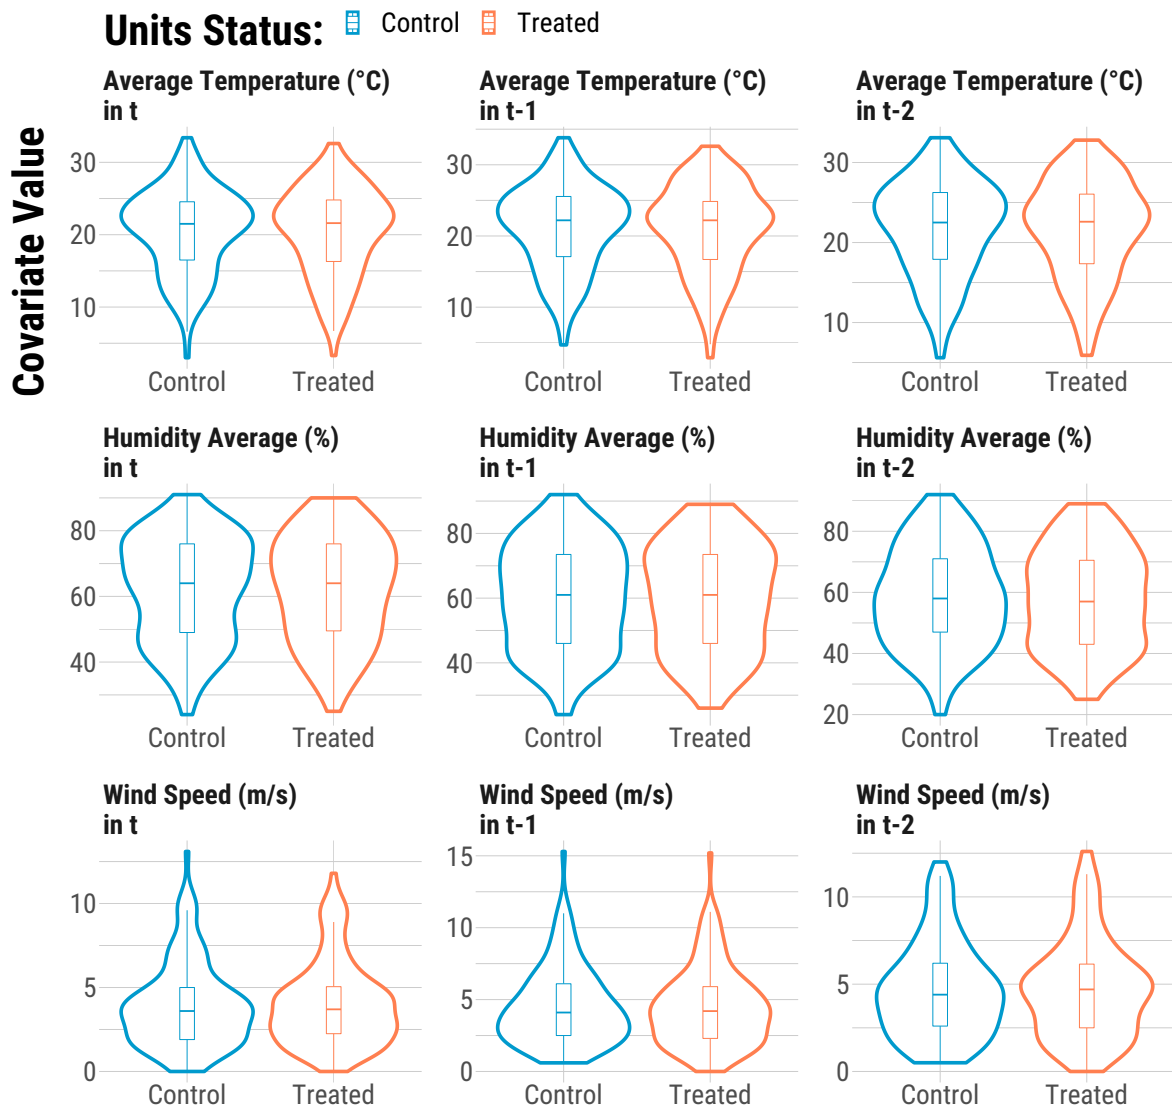 Units Status: Control Treated
Covariate Value
Average Temperature (°C)
in t
Average Temperature (°C)
in t-1
Average Temperature (°C)
in t-2
30
20
10
Control Treated
30
20
10
Control Treated
30
20
10
Control Treated
Humidity Average (%)
in t
Humidity Average (%)
in t-1
Humidity Average (%)
in t-2
80
60
40
Control Treated
80
60
40
Control Treated
80
60
40
20
Control Treated
Wind Speed (m/s)
in t
Wind Speed (m/s)
in t-1
Wind Speed (m/s)
in t-2
10
5
0
Control Treated
15
10
5
0
Control Treated
10
5
0
Control Treated